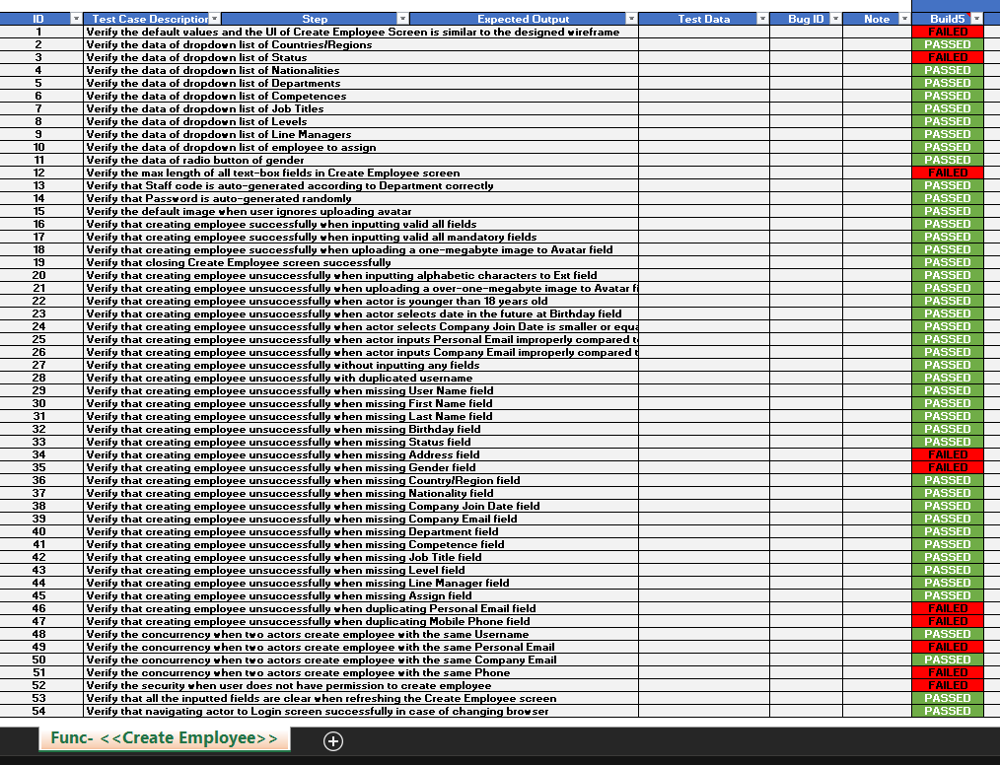 ID Test Case Description Step Expected Output Test Data Bug ID Note Build5
1 Verify the default values and the UI of Create Employee Screen is similar to the designed wireframe FAILED
2 Verify the data of dropdown list of Countries/Regions PASSED
3 Verify the data of dropdown list of Status FAILED
4 Verify the data of dropdown list of Nationalities PASSED
5 Verify the data of dropdown list of Departments PASSED
6 Verify the data of dropdown list of Competences PASSED
7 Verify the data of dropdown list of Job Titles PASSED
8 Verify the data of dropdown list of Levels PASSED
9 Verify the data of dropdown list of Line Managers PASSED
10 Verify the data of dropdown list of employee to assign PASSED
11 Verify the data of radio button of gender PASSED
12 Verify the max length of all text-box fields in Create Employee screen FAILED
13 Verify that Staff code is auto-generated according to Department correctly PASSED
14 Verify that Password is auto-generated randomly PASSED
15 Verify the default image when user ignores uploading avatar PASSED
16 Verify that creating employee successfully when inputting valid all fields PASSED
17 Verify that creating employee successfully when inputting valid all mandatory fields PASSED
18 Verify that creating employee successfully when uploading a one-megabyte image to Avatar field PASSED
19 Verify that closing Create Employee screen successfully PASSED
20 Verify that creating employee unsuccessfully when inputting alphabetic characters to Ext field PASSED
21 Verify that creating employee unsuccessfully when uploading a over-one-megabyte image to Avatar fi PASSED
22 Verify that creating employee unsuccessfully when actor is younger than 18 years old PASSED
23 Verify that creating employee unsuccessfully when actor selects date in the future at Birthday field PASSED
24 Verify that creating employee unsuccessfully when actor selects Company Join Date is smaller or equa PASSED
25 Verify that creating employee unsuccessfully when actor inputs Personal Email improperly compared t PASSED
26 Verify that creating employee unsuccessfully when actor inputs Company Email improperly compared t PASSED
27 Verify that creating employee unsuccessfully without inputting any fields PASSED
28 Verify that creating employee unsuccessfully with duplicated username PASSED
29 Verify that creating employee unsuccessfully when missing User Name field PASSED
30 Verify that creating employee unsuccessfully when missing First Name field PASSED
31 Verify that creating employee unsuccessfully when missing Last Name field PASSED
32 Verify that creating employee unsuccessfully when missing Birthday field PASSED
33 Verify that creating employee unsuccessfully when missing Status field PASSED
34 Verify that creating employee unsuccessfully when missing Address field FAILED
35 Verify that creating employee unsuccessfully when missing Gender field FAILED
36 Verify that creating employee unsuccessfully when missing Country/Region field PASSED
37 Verify that creating employee unsuccessfully when missing Nationality field PASSED
38 Verify that creating employee unsuccessfully when missing Company Join Date field PASSED
39 Verify that creating employee unsuccessfully when missing Company Email field PASSED
40 Verify that creating employee unsuccessfully when missing Department field PASSED
41 Verify that creating employee unsuccessfully when missing Competence field PASSED
42 Verify that creating employee unsuccessfully when missing Job Title field PASSED
43 Verify that creating employee unsuccessfully when missing Level field PASSED
44 Verify that creating employee unsuccessfully when missing Line Manager field PASSED
45 Verify that creating employee unsuccessfully when missing Assign field PASSED
46 Verify that creating employee unsuccessfully when duplicating Personal Email field FAILED
47 Verify that creating employee unsuccessfully when duplicating Mobile Phone field FAILED
48 Verify the concurrency when two actors create employee with the same Username PASSED
49 Verify the concurrency when two actors create employee with the same Personal Email FAILED
50 Verify the concurrency when two actors create employee with the same Company Email PASSED
51 Verify the concurrency when two actors create employee with the same Phone FAILED
52 Verify the security when user does not have permission to create employee FAILED
53 Verify that all the inputted fields are clear when refreshing the Create Employee screen PASSED
54 Verify that navigating actor to Login screen successfully in case of changing browser PASSED
Func- <<Create Employee>>